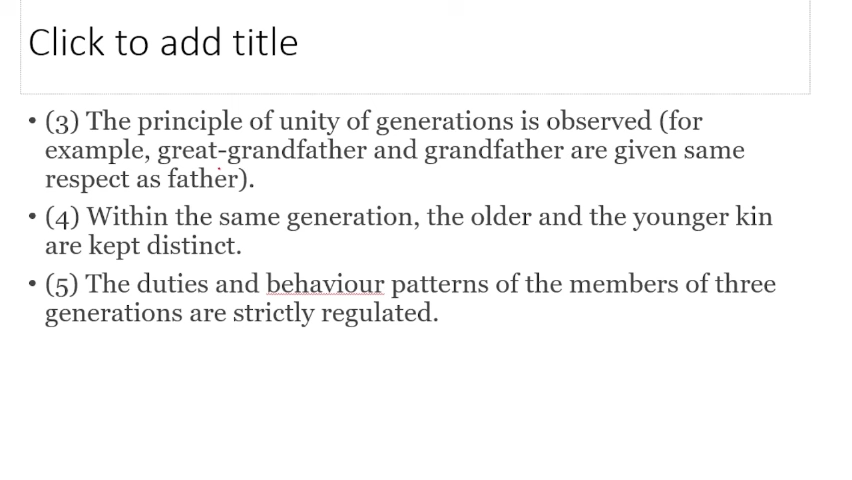 Click to add title
• (3) The principle of unity of generations is observed (for
example, great-grandfather and grandfather are given same
respect as father).
• (4) Within the same generation, the older and the younger kin
are kept distinct.
• (5) The duties and behaviour patterns of the members of three
generations are strictly regulated.